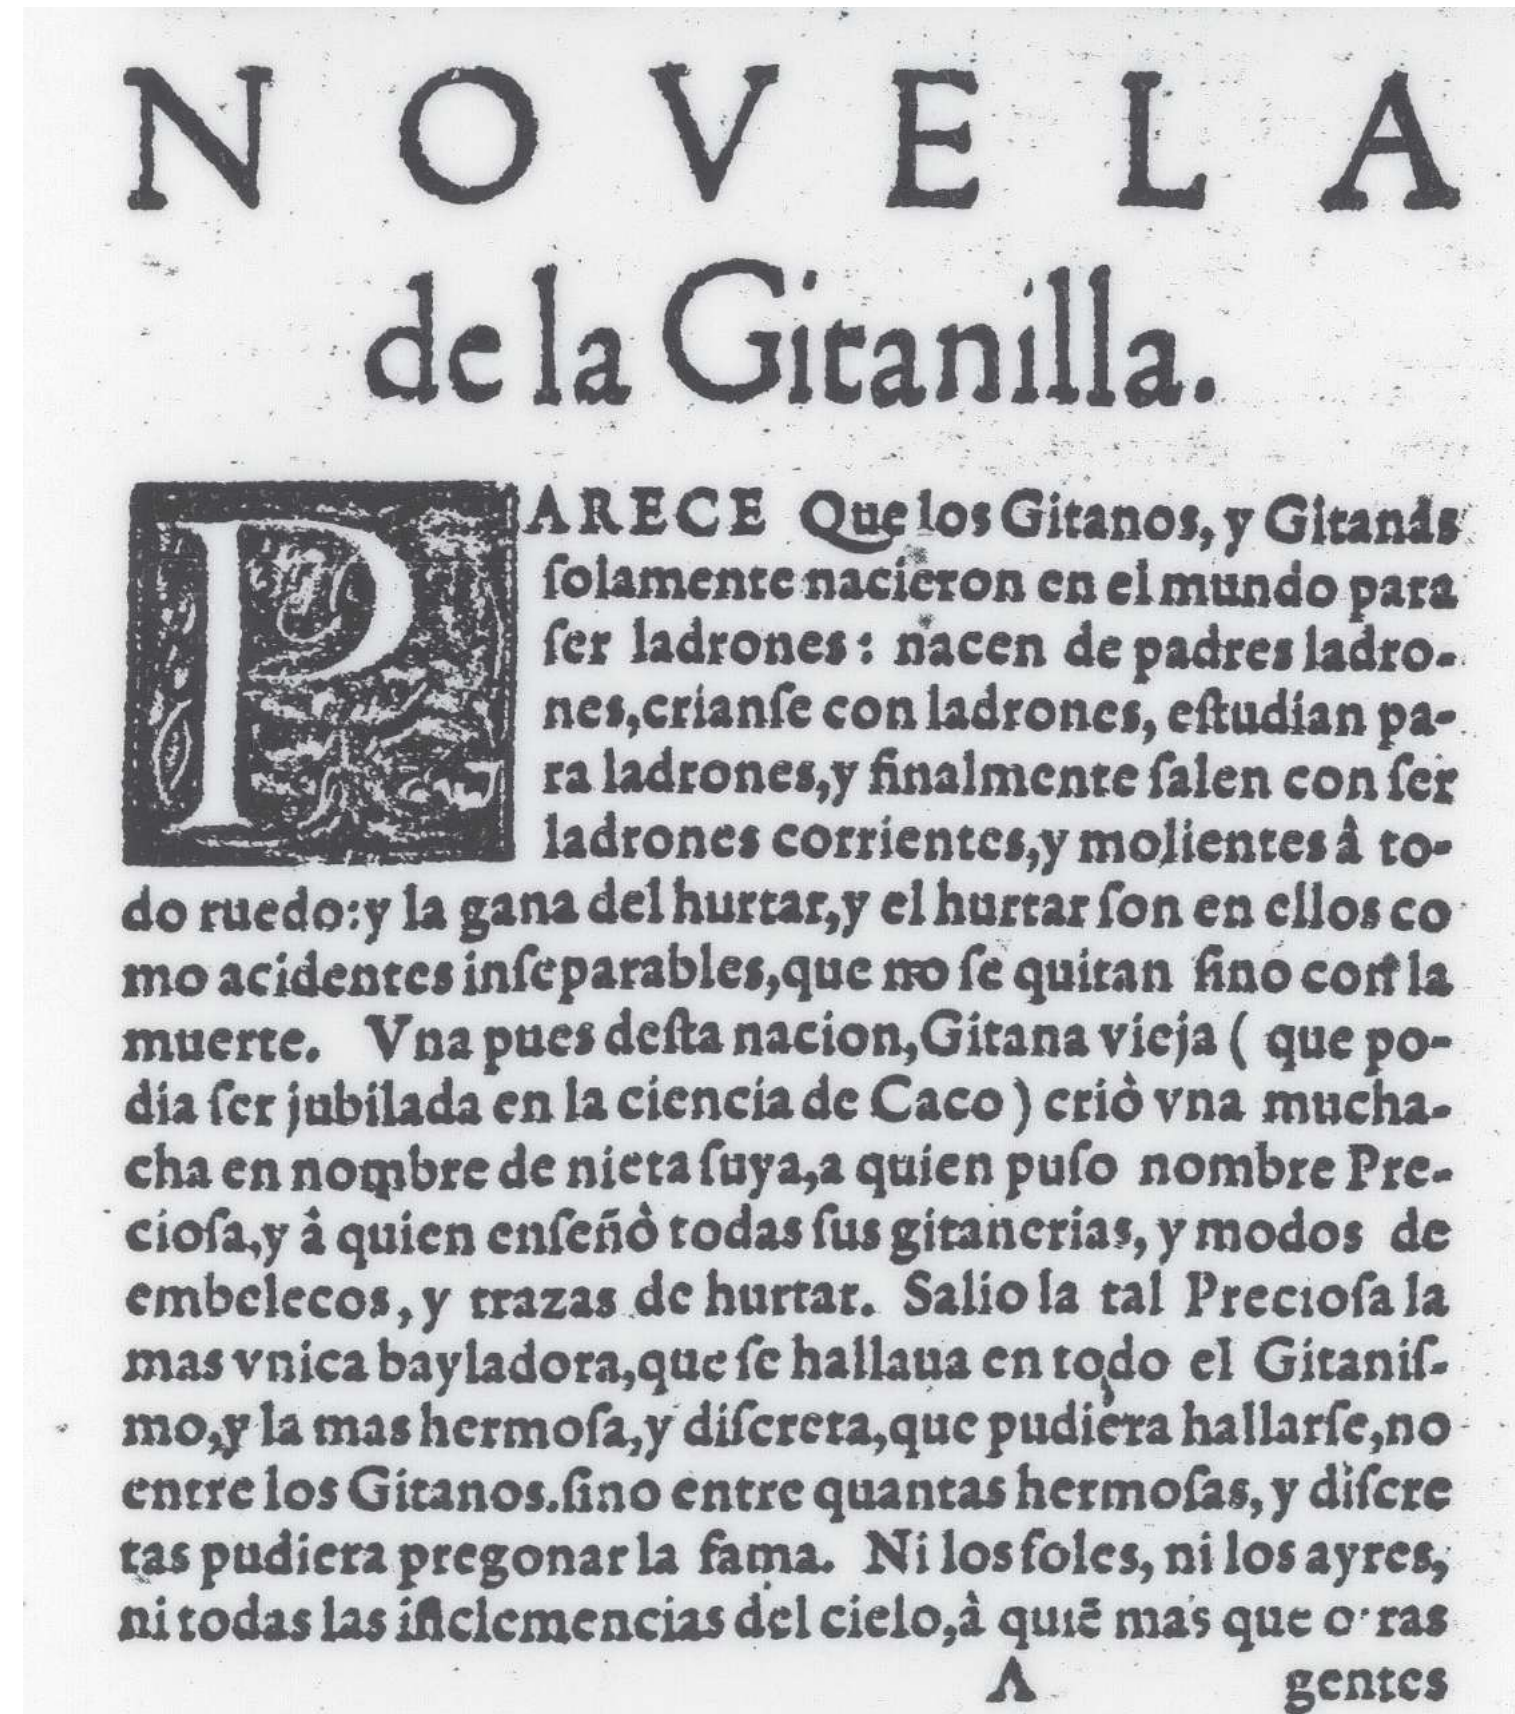 NOVELA
de la Gitanilla.
PARECE Que los Gitanos, y Gitanas
ſolamente nacieron en el mundo para
ſer ladrones: nacen de padres ladro-
nes, crianſe con ladrones, eſtudian pa-
ra ladrones, y finalmente ſalen con ſer
ladrones corrientes, y molientes â to-
do ruedo: y la gana del hurtar, y el hurtar ſon en ellos co
mo acidentes inſeparables, que no ſe quitan ſino con la
muerte. Vna pues deſta nacion, Gitana vieja ( que po-
dia ſer jubilada en la ciencia de Caco ) criò vna mucha-
cha en nombre de nieta ſuya, a quien puſo nombre Pre-
cioſa, y â quien enſeñò todas ſus gitanerias, y modos de
embelecos, y trazas de hurtar. Salio la tal Precioſa la
mas vnica bayladora, que ſe hallaua en todo el Gitaniſ-
mo, y la mas hermoſa, y diſcreta, que pudiera hallarſe, no
entre los Gitanos. ſino entre quantas hermoſas, y diſcre
tas pudiera pregonar la fama. Ni los ſoles, ni los ayres,
ni todas las inclemencias del cielo, à quiẽ mas que otras
A gentes